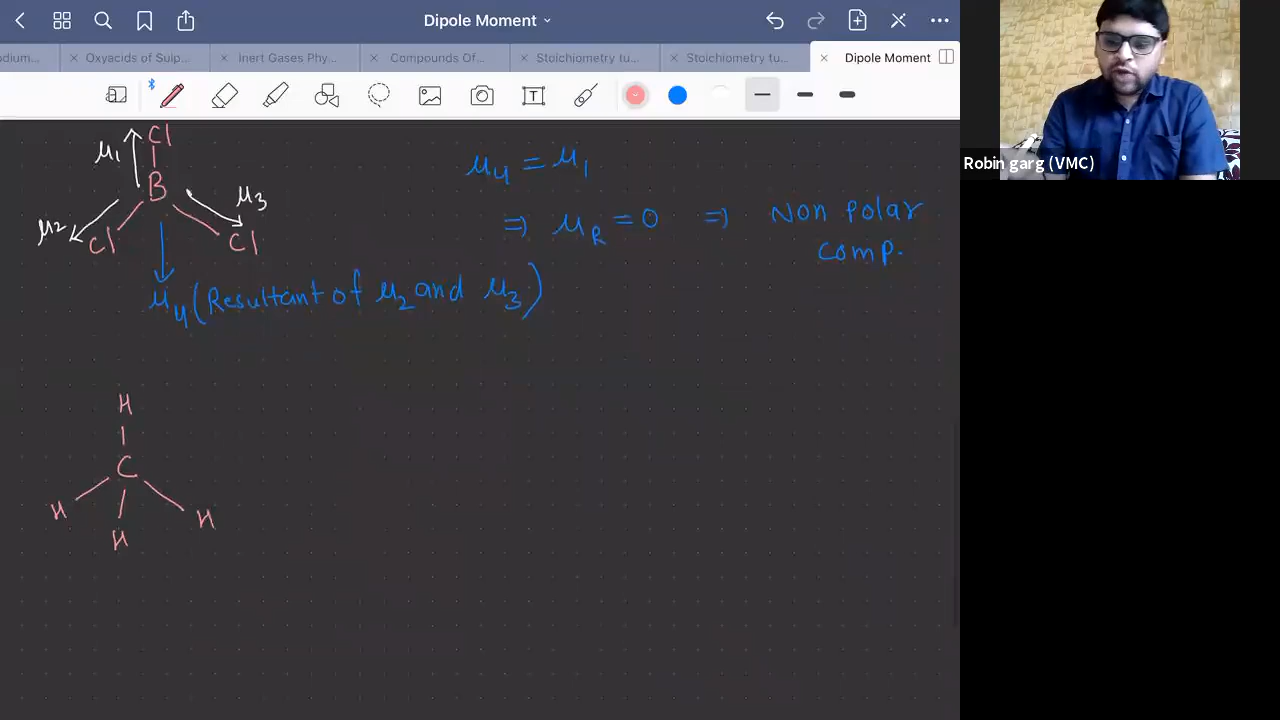 Dipole Moment
odium...
Oxyacids of Sulp...
Inert Gases Phy...
Compounds Of...
Stoichiometry tu...
Stoichiometry tu...
Dipole Moment
T
Robin garg (VMC)
μ1 Cl
B
μ2 μ3
Cl Cl
μ4 (Resultant of μ2 and μ3)
μ4 = μ1
⇒ μR = 0 ⇒ Non polar
comp.
H
C
H H
H